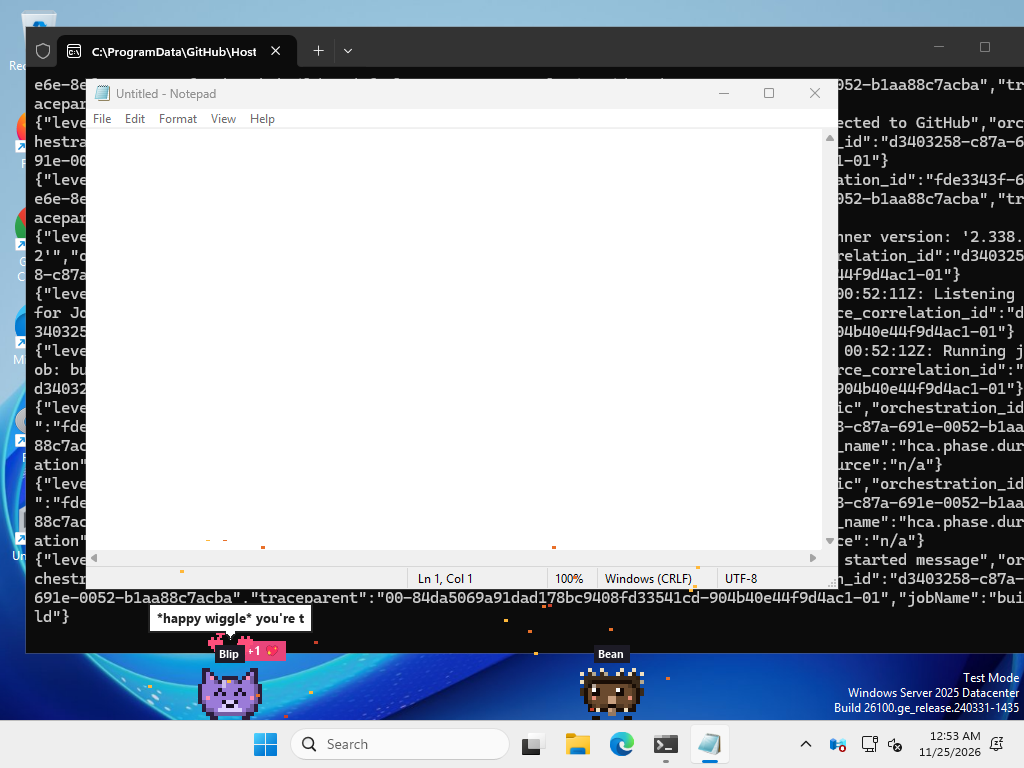 C:\ProgramData\GitHub\Host
Untitled - Notepad
File Edit Format View Help
e6e-8e
acepar
{"leve
hestra
91e-00
{"leve
e6e-8e
acepar
{"leve
2'","o
8-c87a
{"leve
for Jo
340325
{"leve
ob: bu
d34032
{"leve
":"fde
88c7ac
ation"
{"leve
":"fde
88c7ac
ation"
{"leve
chestr
52-b1aa88c7acba","tr
ected to GitHub","orc
_id":"d3403258-c87a-6
1-01"}
ation_id":"fde3343f-6
52-b1aa88c7acba","tr
nner version: '2.338.
relation_id":"d340325
44f9d4ac1-01"}
00:52:11Z: Listening
rce_correlation_id":"d
04b40e44f9d4ac1-01"}
00:52:12Z: Running j
rce_correlation_id":"
904b40e44f9d4ac1-01"}
ic","orchestration_id
8-c87a-691e-0052-b1aa
_name":"hca.phase.dur
urce":"n/a"}
ic","orchestration_id
8-c87a-691e-0052-b1aa
_name":"hca.phase.dur
ce":"n/a"}
started message","or
n_id":"d3403258-c87a-
Ln 1, Col 1 100% Windows (CRLF) UTF-8
691e-0052-b1aa88c7acba","traceparent":"00-84da5069a91dad178bc9408fd33541cd-904b40e44f9d4ac1-01","jobName":"bui
ld"}
*happy wiggle* you're t
Blip
+1
Bean
Test Mode
Windows Server 2025 Datacenter
Build 26100.ge_release.240331-1435
Search
12:53 AM
11/25/2026